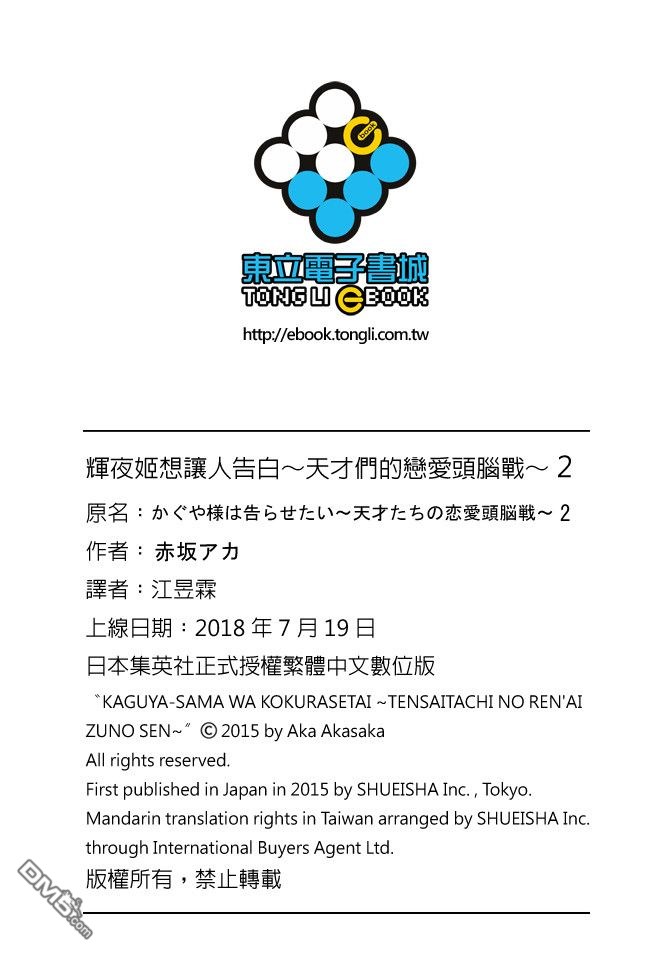 book
東立電子書城
TONG LI eBOOK
http://ebook.tongli.com.tw
輝夜姬想讓人告白～天才們的戀愛頭腦戰～ 2
原名：かぐや様は告らせたい～天才たちの恋愛頭脳戦～ 2
作者：赤坂アカ
譯者：江昱霖
上線日期：2018 年 7 月 19 日
日本集英社正式授權繁體中文數位版
〝KAGUYA-SAMA WA KOKURASETAI ~TENSAITACHI NO REN'AI
ZUNO SEN~〞© 2015 by Aka Akasaka
All rights reserved.
First published in Japan in 2015 by SHUEISHA Inc. , Tokyo.
Mandarin translation rights in Taiwan arranged by SHUEISHA Inc.
through International Buyers Agent Ltd.
版權所有，禁止轉載
DM5.com